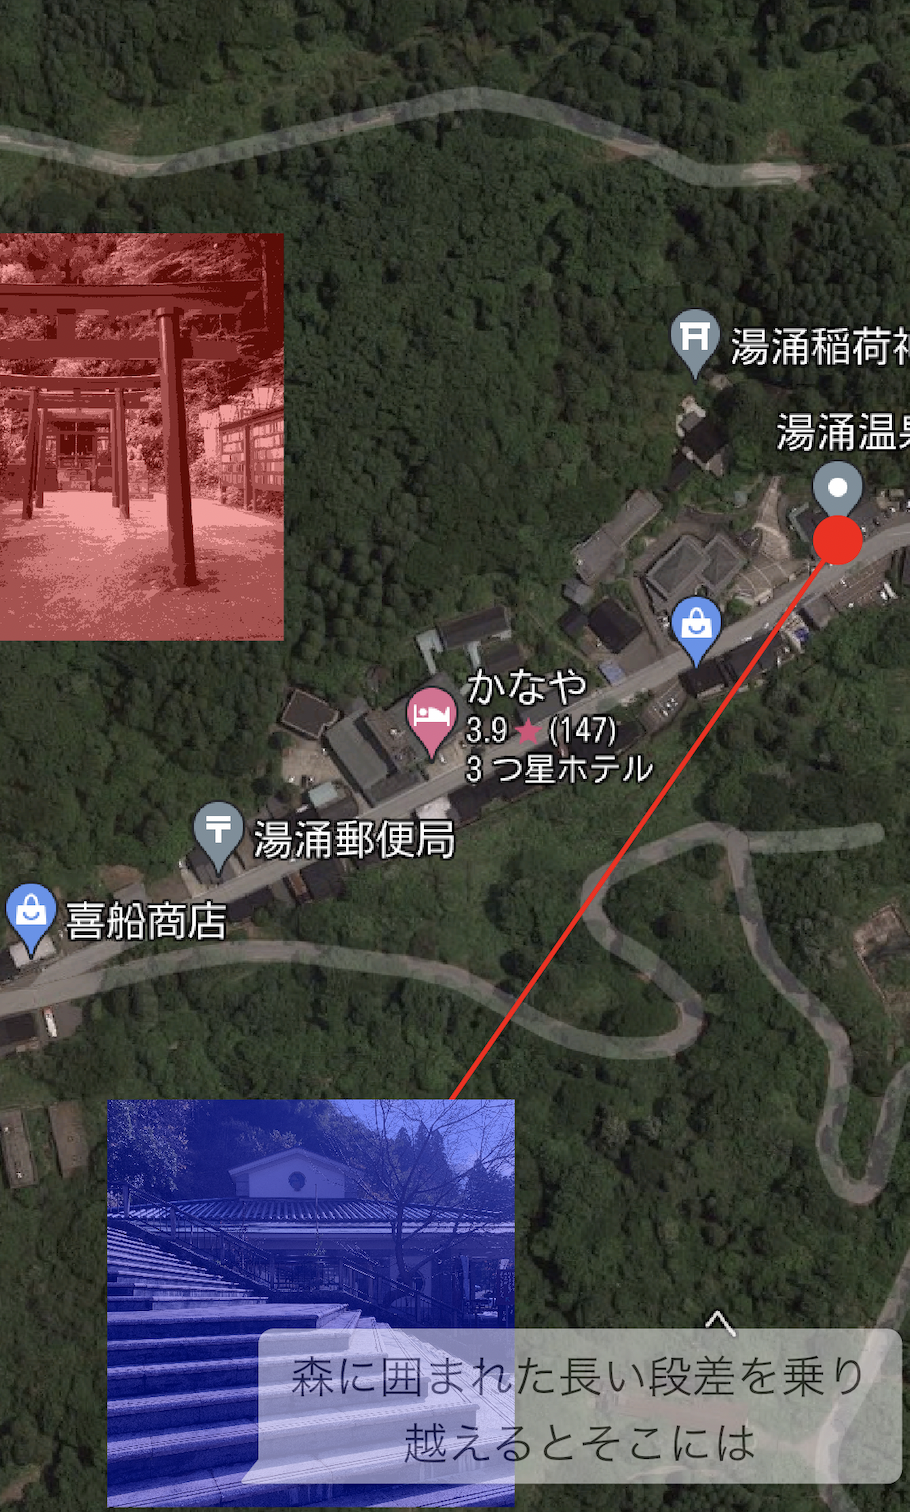 湯涌稲荷
湯涌温
かなや
3.9★(147)
3 つ星ホテル
湯涌郵便局
喜船商店
森に囲まれた長い段差を乗り
越えるとそこには